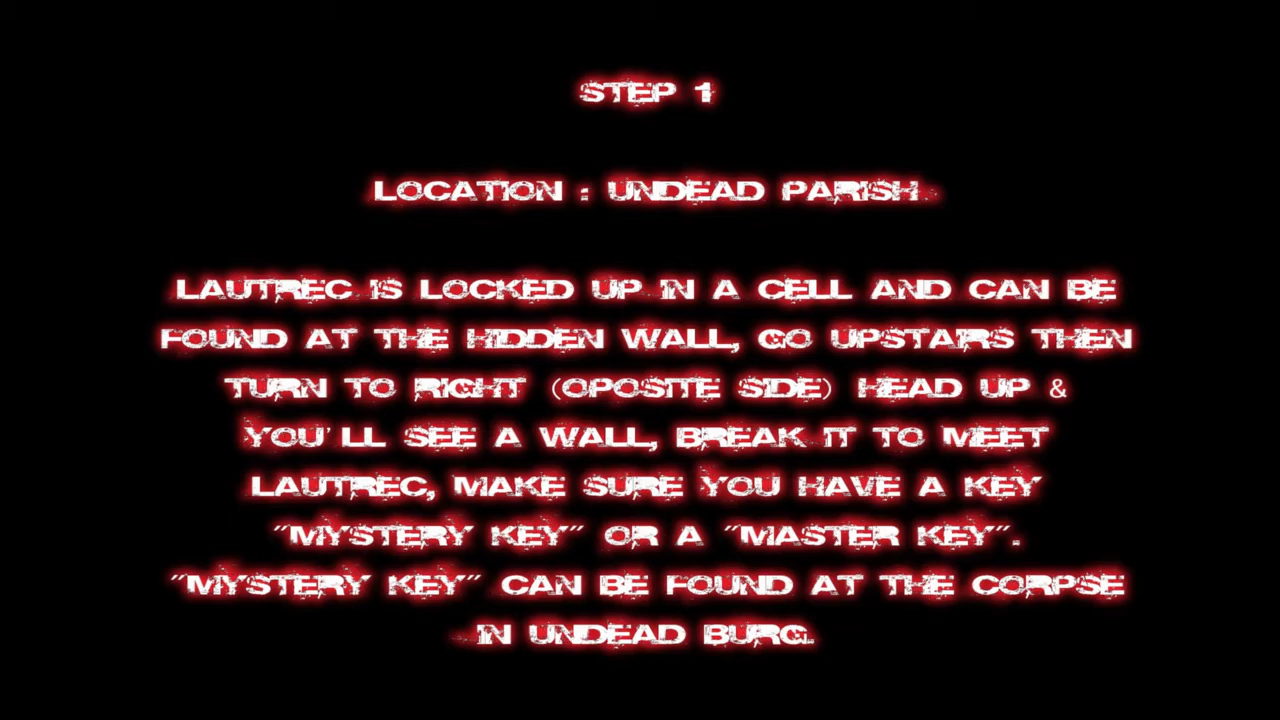 STEP 1
LOCATION : UNDEAD PARISH
LAUTREC IS LOCKED UP IN A CELL AND CAN BE
FOUND AT THE HIDDEN WALL, GO UPSTAIRS THEN
TURN TO RIGHT (OPOSITE SIDE) HEAD UP &
YOU'LL SEE A WALL, BREAK IT TO MEET
LAUTREC, MAKE SURE YOU HAVE A KEY
"MYSTERY KEY" OR A "MASTER KEY".
"MYSTERY KEY" CAN BE FOUND AT THE CORPSE
IN UNDEAD BURG.